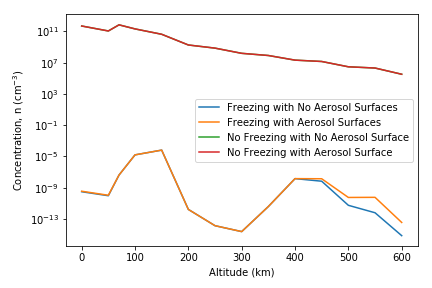 10¹¹
10⁷
10³
10⁻¹
10⁻⁵
10⁻⁹
10⁻¹³
Concentration, n (cm⁻³)
Freezing with No Aerosol Surfaces
Freezing with Aerosol Surfaces
No Freezing with No Aerosol Surface
No Freezing with Aerosol Surface
0 100 200 300 400 500 600
Altitude (km)